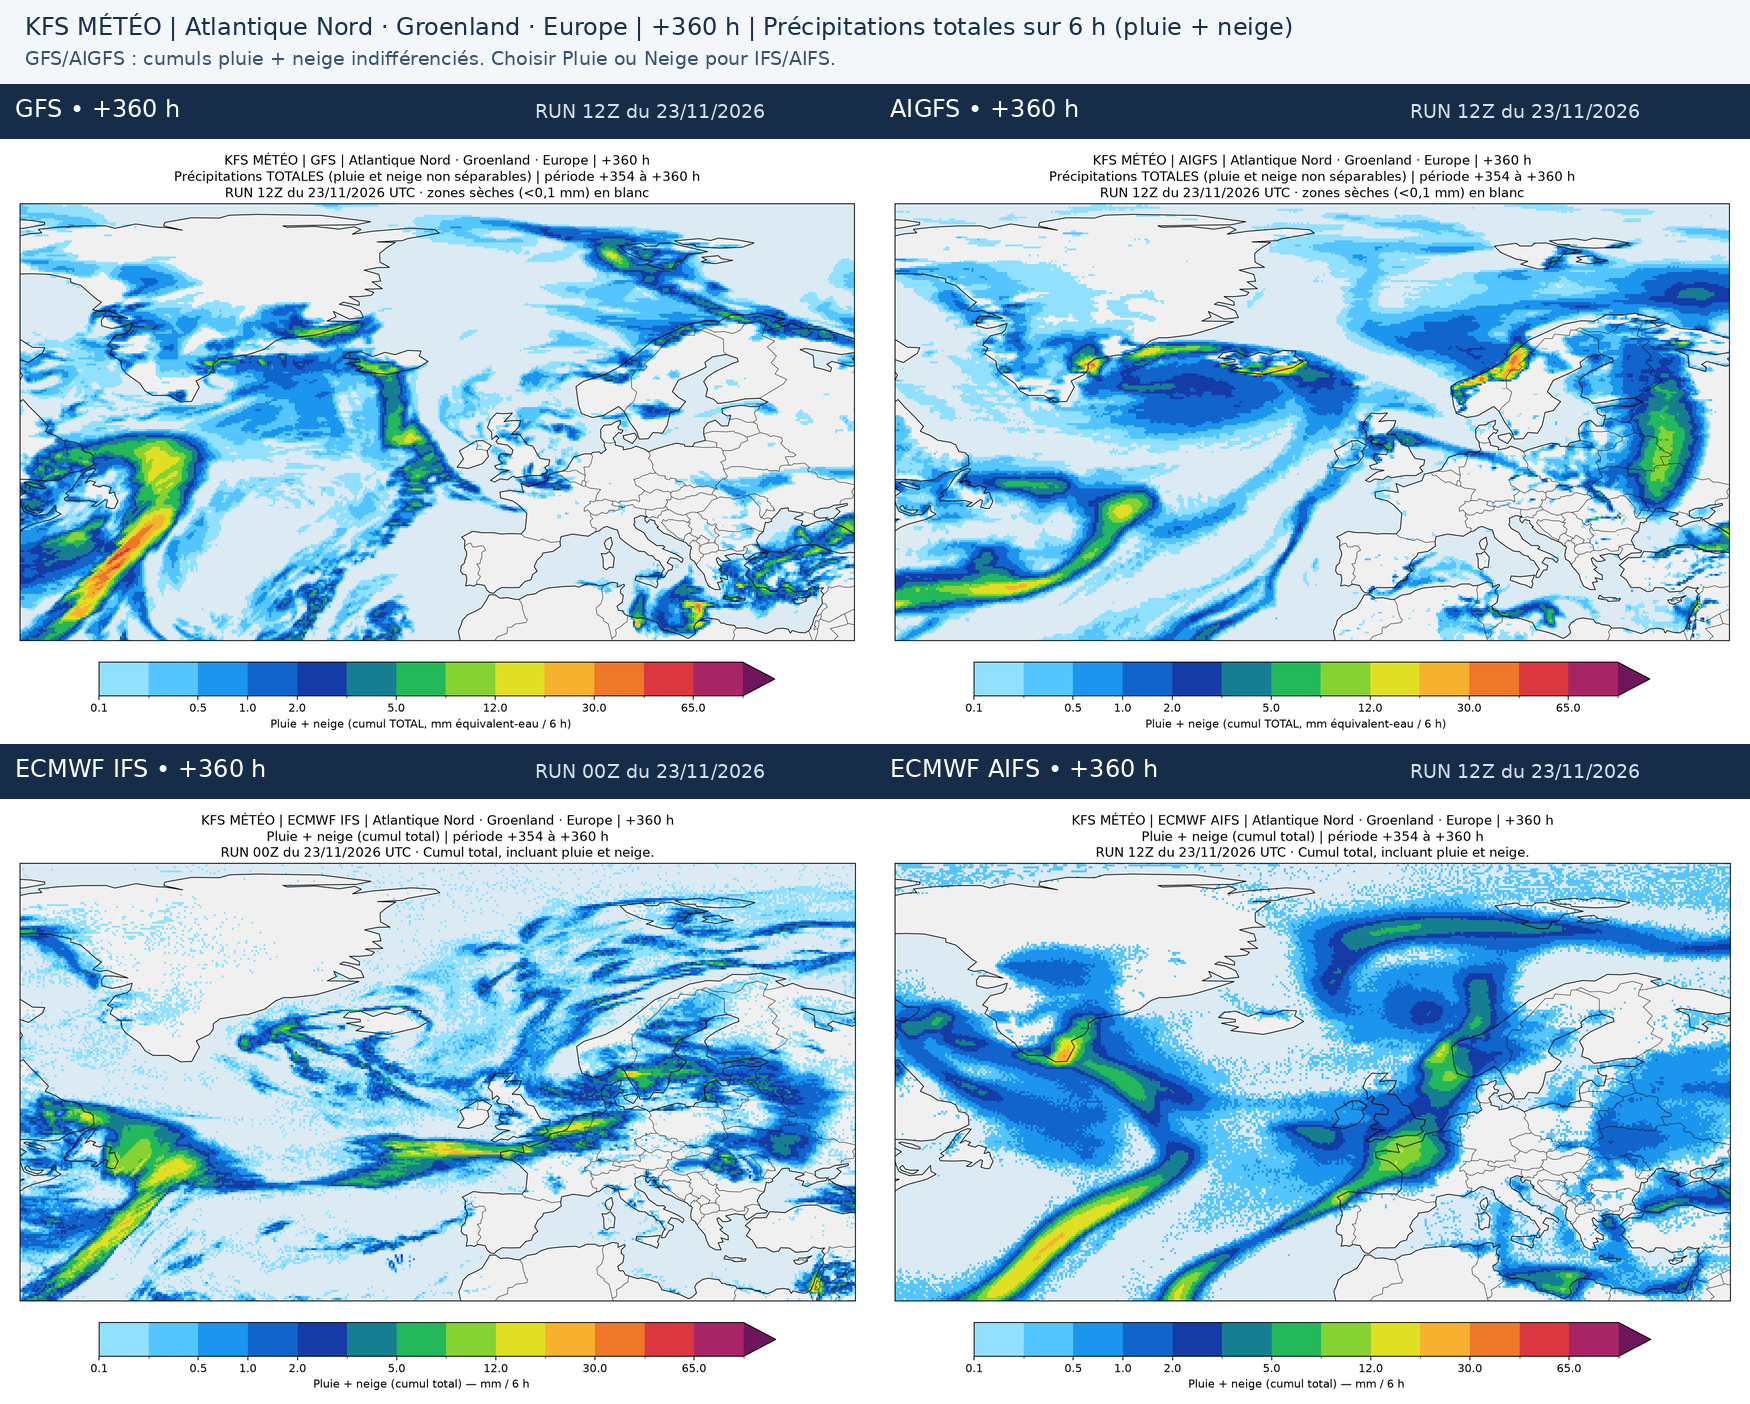 KFS MÉTÉO | Atlantique Nord · Groenland · Europe | +360 h | Précipitations totales sur 6 h (pluie + neige)
GFS/AIGFS : cumuls pluie + neige indifférenciés. Choisir Pluie ou Neige pour IFS/AIFS.
GFS • +360 h
RUN 12Z du 23/11/2026
KFS MÉTÉO | GFS | Atlantique Nord · Groenland · Europe | +360 h
Précipitations TOTALES (pluie et neige non séparables) | période +354 à +360 h
RUN 12Z du 23/11/2026 UTC · zones sèches (<0,1 mm) en blanc
0.1 0.5 1.0 2.0 5.0 12.0 30.0 65.0
Pluie + neige (cumul TOTAL, mm équivalent-eau / 6 h)
AIGFS • +360 h
RUN 12Z du 23/11/2026
KFS MÉTÉO | AIGFS | Atlantique Nord · Groenland · Europe | +360 h
Précipitations TOTALES (pluie et neige non séparables) | période +354 à +360 h
RUN 12Z du 23/11/2026 UTC · zones sèches (<0,1 mm) en blanc
0.1 0.5 1.0 2.0 5.0 12.0 30.0 65.0
Pluie + neige (cumul TOTAL, mm équivalent-eau / 6 h)
ECMWF IFS • +360 h
RUN 00Z du 23/11/2026
KFS MÉTÉO | ECMWF IFS | Atlantique Nord · Groenland · Europe | +360 h
Pluie + neige (cumul total) | période +354 à +360 h
RUN 00Z du 23/11/2026 UTC · Cumul total, incluant pluie et neige.
0.1 0.5 1.0 2.0 5.0 12.0 30.0 65.0
Pluie + neige (cumul total) — mm / 6 h
ECMWF AIFS • +360 h
RUN 12Z du 23/11/2026
KFS MÉTÉO | ECMWF AIFS | Atlantique Nord · Groenland · Europe | +360 h
Pluie + neige (cumul total) | période +354 à +360 h
RUN 12Z du 23/11/2026 UTC · Cumul total, incluant pluie et neige.
0.1 0.5 1.0 2.0 5.0 12.0 30.0 65.0
Pluie + neige (cumul total) — mm / 6 h